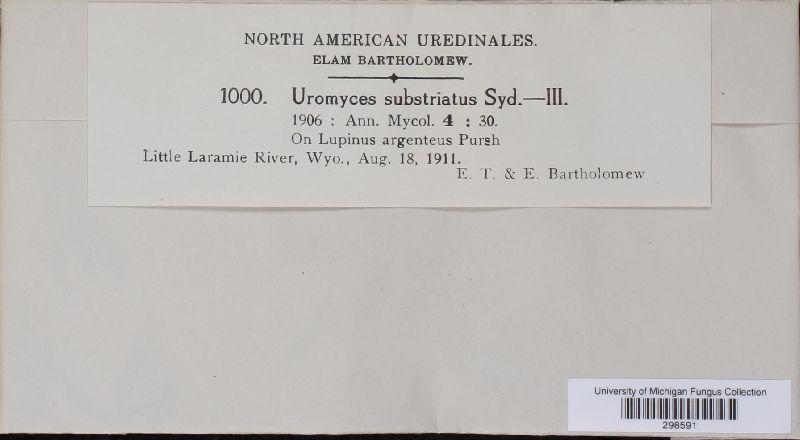 NORTH AMERICAN UREDINALES.
ELAM BARTHOLOMEW.
1000. Uromyces substriatus Syd.—III.
1906 : Ann. Mycol. 4 : 30.
On Lupinus argenteus Pursh
Little Laramie River, Wyo., Aug. 18, 1911.
E. T. & E. Bartholomew
University of Michigan Fungus Collection
298591